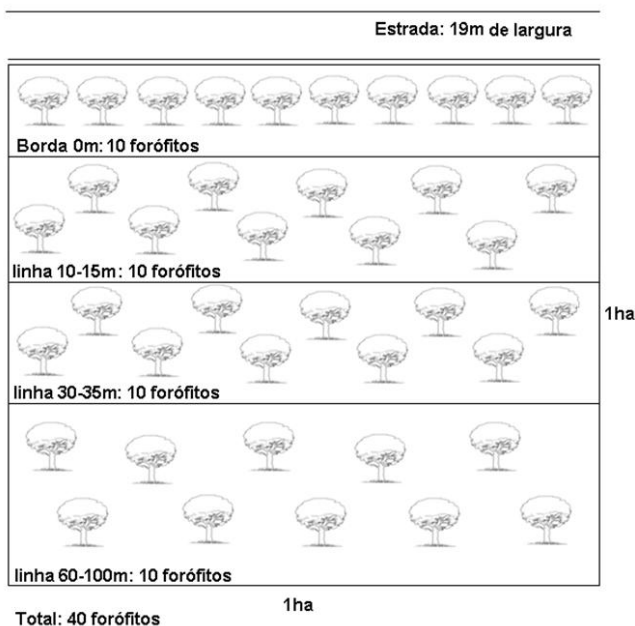 Estrada: 19m de largura
Borda 0m: 10 forófitos
linha 10-15m: 10 forófitos
linha 30-35m: 10 forófitos
1ha
linha 60-100m: 10 forófitos
1ha
Total: 40 forófitos